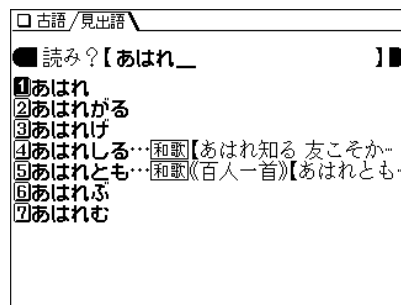 古語/見出語
読み?【あはれ_ 】
1あはれ
2あはれがる
3あはれげ
4あはれしる…和歌【あはれ知る 友こそか…
5あはれとも…和歌《百人一首》【あはれとも…
6あはれぶ
7あはれむ